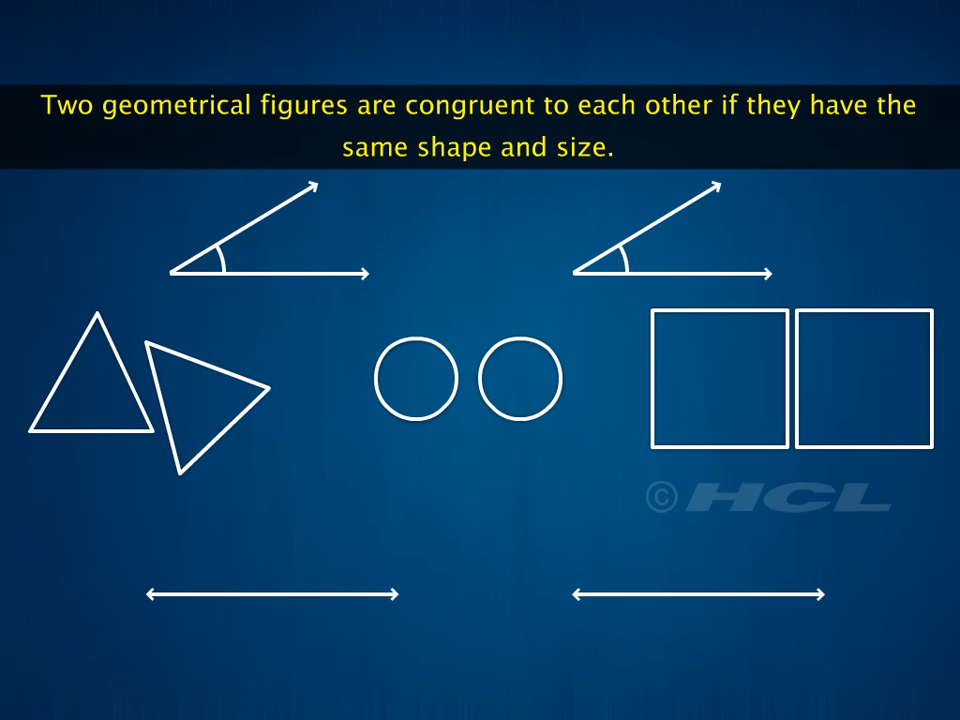 Two geometrical figures are congruent to each other if they have the
same shape and size.
© HCL